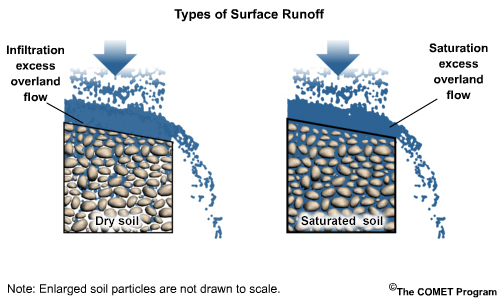 Types of Surface Runoff
Infiltration
excess
overland
flow
Saturation
excess
overland
flow
Dry soil
Saturated soil
Note: Enlarged soil particles are not drawn to scale.
©The COMET Program